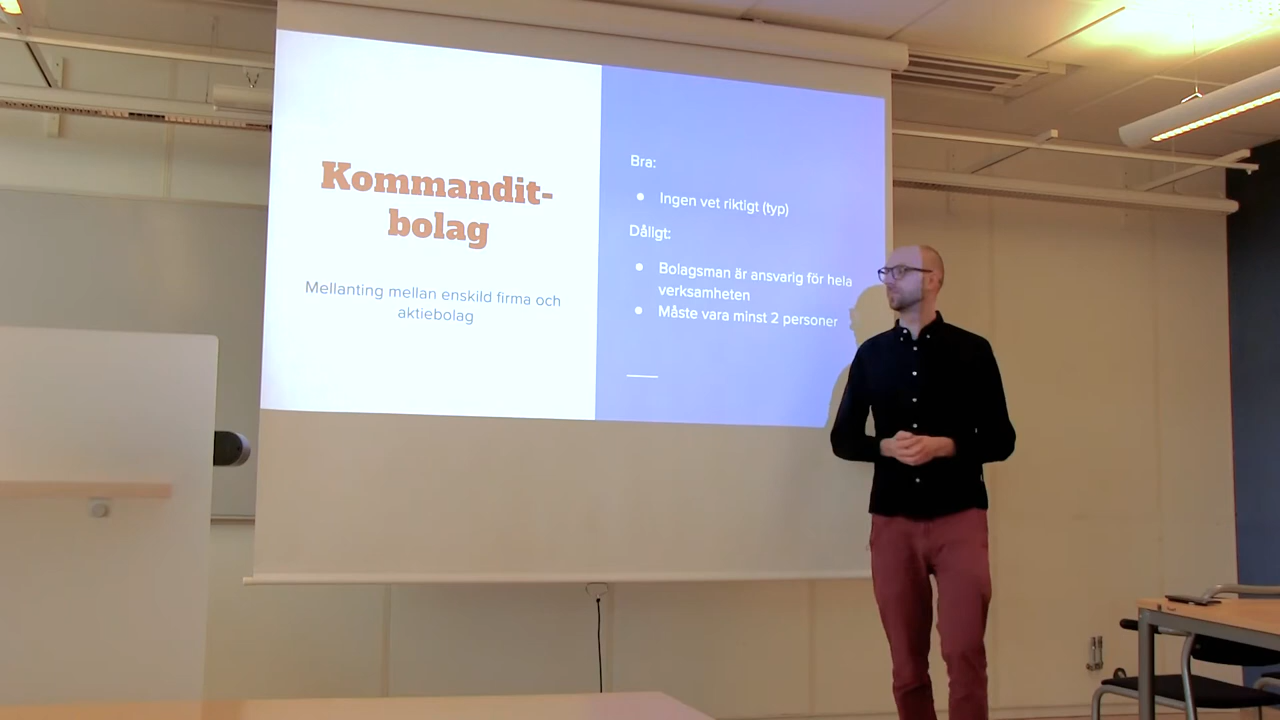 Kommandit-
bolag
Mellanting mellan enskild firma och
aktiebolag
Bra:
Ingen vet riktigt (typ)
Dåligt:
Bolagsman är ansvarig för hela
verksamheten
Måste vara minst 2 personer